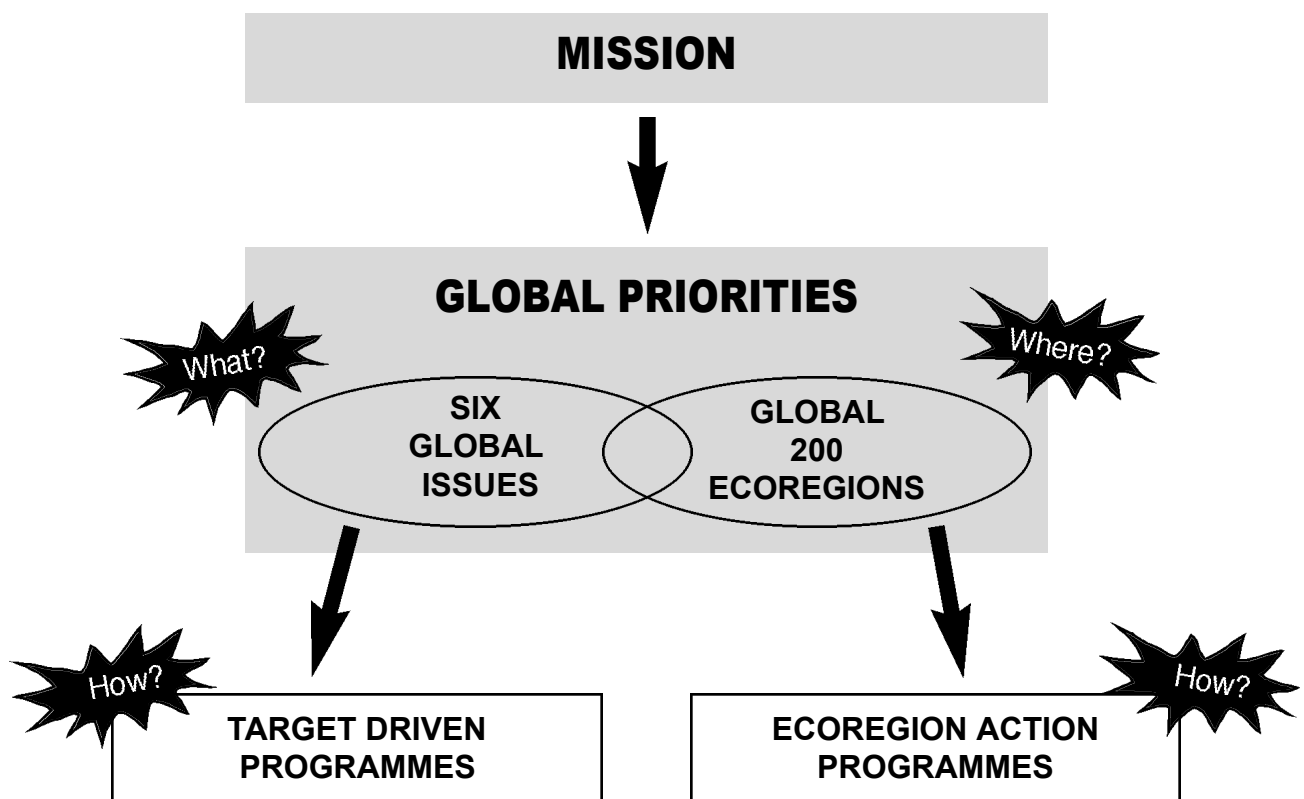 MISSION
GLOBAL PRIORITIES
What?
Where?
SIX
GLOBAL
ISSUES
GLOBAL
200
ECOREGIONS
How?
How?
TARGET DRIVEN
PROGRAMMES
ECOREGION ACTION
PROGRAMMES